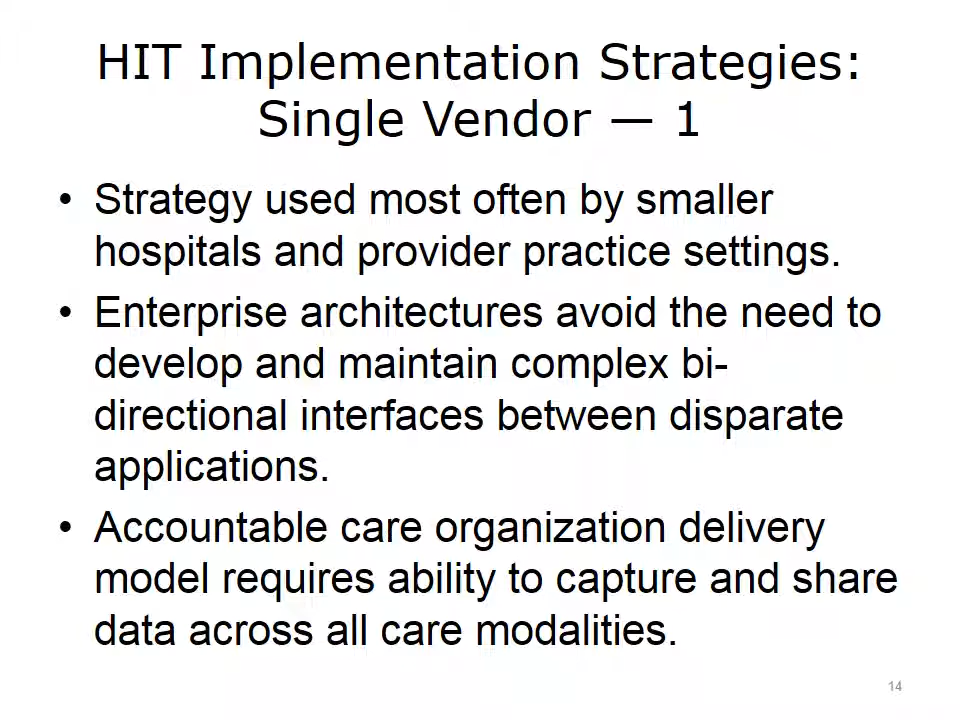 HIT Implementation Strategies:
Single Vendor — 1
• Strategy used most often by smaller
hospitals and provider practice settings.
• Enterprise architectures avoid the need to
develop and maintain complex bi-
directional interfaces between disparate
applications.
• Accountable care organization delivery
model requires ability to capture and share
data across all care modalities.
14